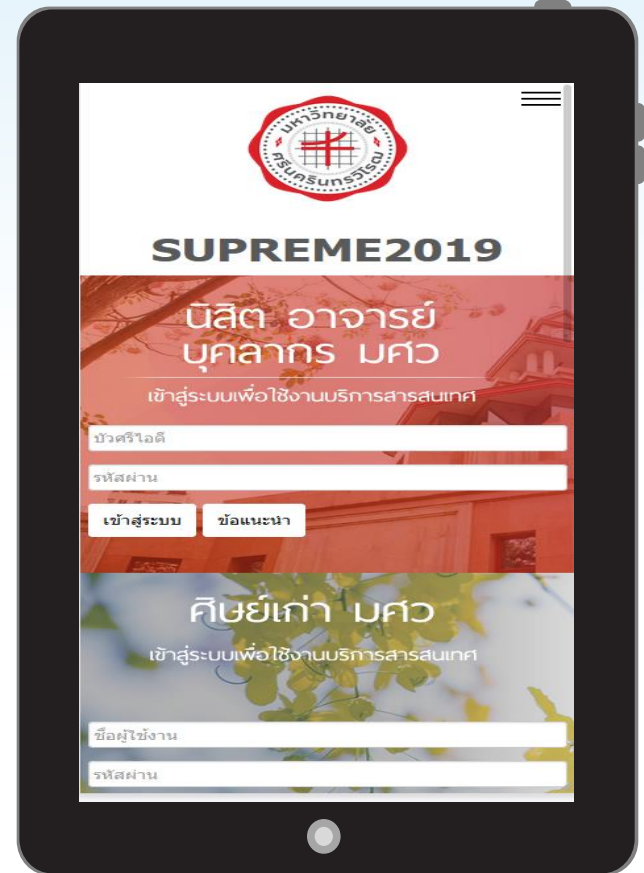 มหาวิทยาลัย
ศรีนครินทรวิโรฒ
SUPREME2019
นิสิต อาจารย์
บุคลากร มศว
เข้าสู่ระบบเพื่อใช้งานบริการสารสนเทศ
บัวศรีไอดี
รหัสผ่าน
เข้าสู่ระบบ ข้อแนะนำ
ศิษย์เก่า มศว
เข้าสู่ระบบเพื่อใช้งานบริการสารสนเทศ
ชื่อผู้ใช้งาน
รหัสผ่าน